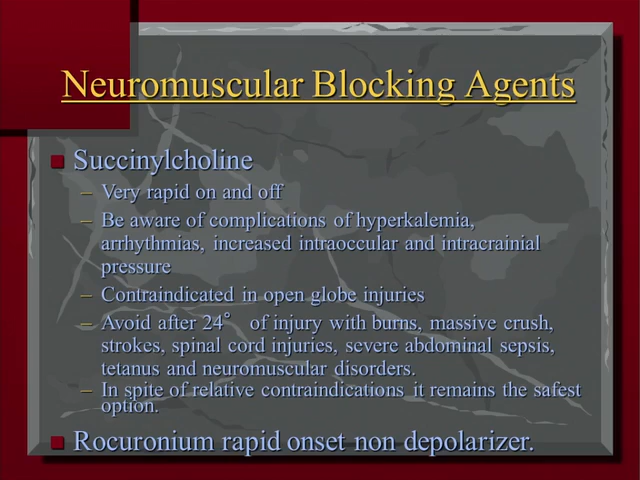 Neuromuscular Blocking Agents
Succinylcholine
– Very rapid on and off
– Be aware of complications of hyperkalemia,
arrhythmias, increased intraoccular and intracrainial
pressure
– Contraindicated in open globe injuries
– Avoid after 24° of injury with burns, massive crush,
strokes, spinal cord injuries, severe abdominal sepsis,
tetanus and neuromuscular disorders.
– In spite of relative contraindications it remains the safest
option.
Rocuronium rapid onset non depolarizer.